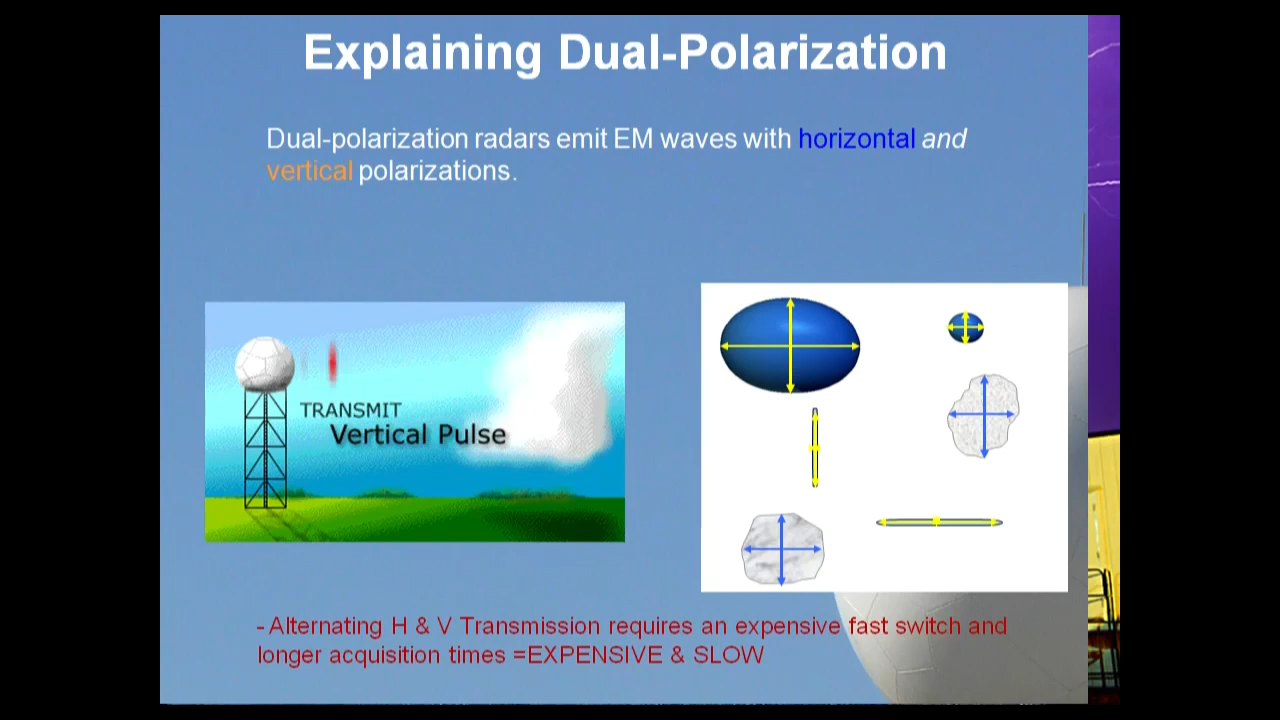 Explaining Dual-Polarization
Dual-polarization radars emit EM waves with horizontal and
vertical polarizations.
TRANSMIT
Vertical Pulse
- Alternating H & V Transmission requires an expensive fast switch and
longer acquisition times =EXPENSIVE & SLOW